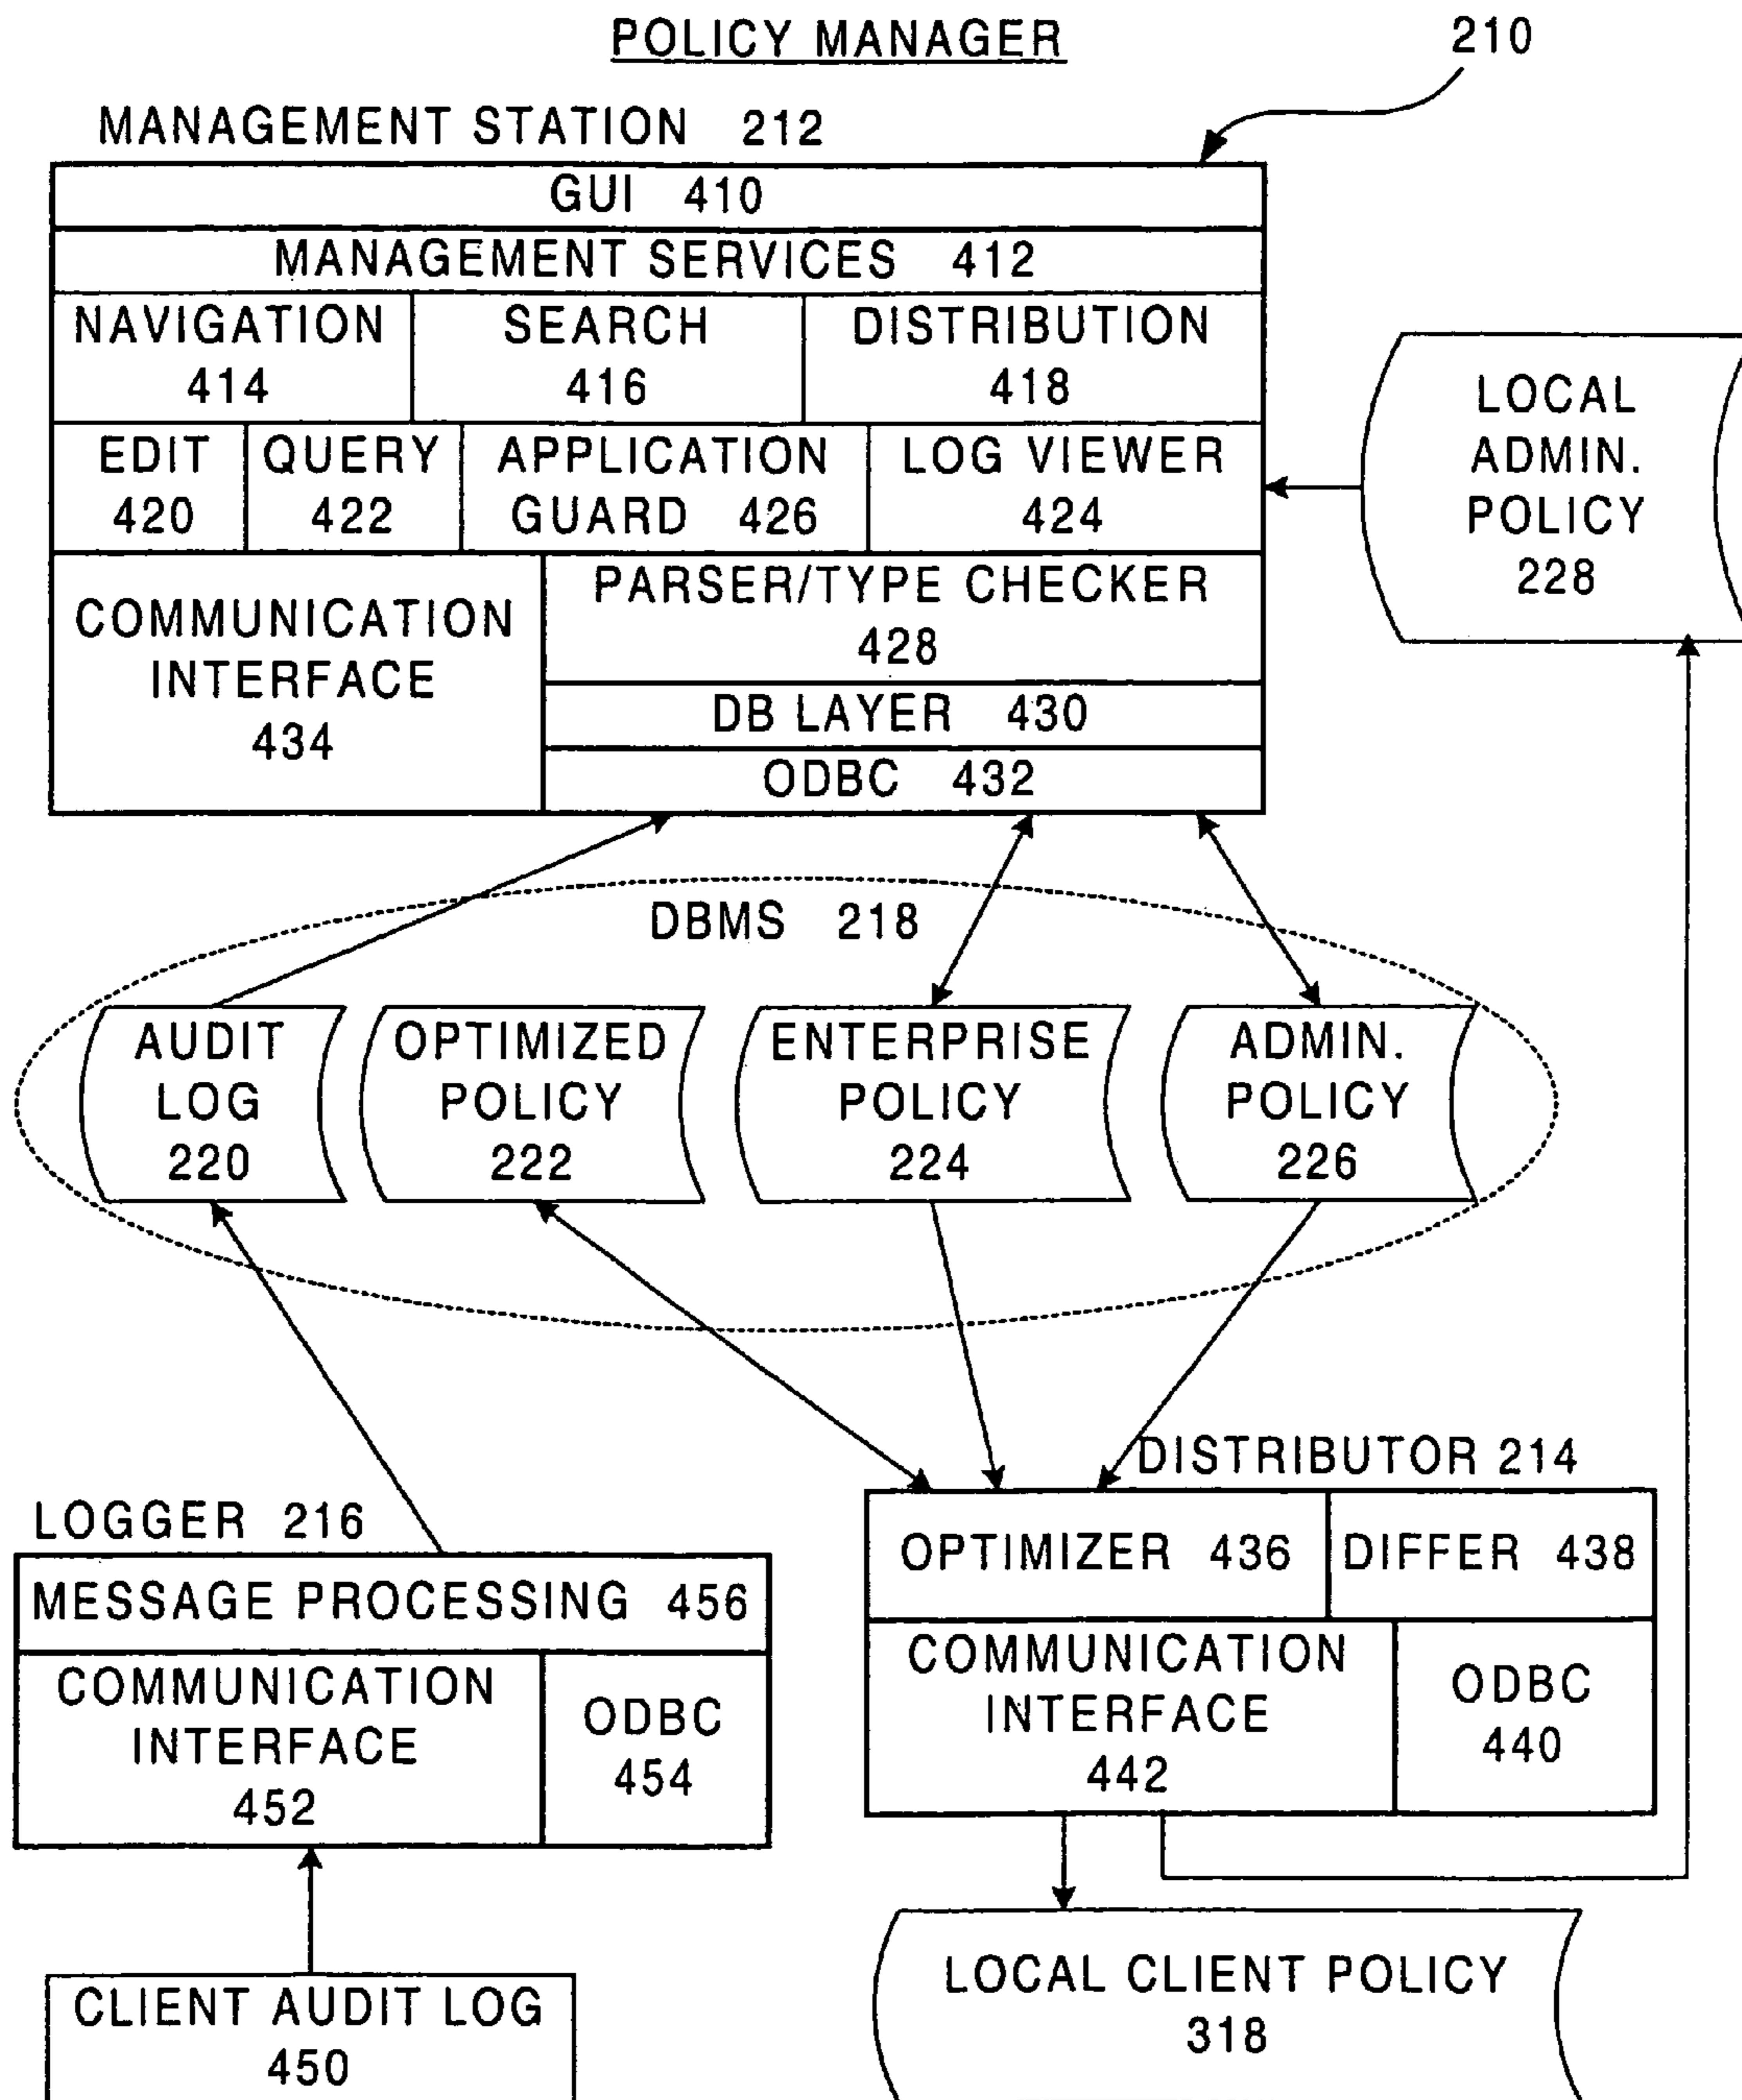 POLICY MANAGER
210
MANAGEMENT STATION 212
GUI 410
MANAGEMENT SERVICES 412
NAVIGATION
414
SEARCH
416
DISTRIBUTION
418
EDIT
420
QUERY
422
APPLICATION
GUARD 426
LOG VIEWER
424
LOCAL
ADMIN.
POLICY
228
COMMUNICATION
INTERFACE
434
PARSER/TYPE CHECKER
428
DB LAYER 430
ODBC 432
DBMS 218
AUDIT
LOG
220
OPTIMIZED
POLICY
222
ENTERPRISE
POLICY
224
ADMIN.
POLICY
226
LOGGER 216
MESSAGE PROCESSING 456
COMMUNICATION
INTERFACE
452
ODBC
454
DISTRIBUTOR 214
OPTIMIZER 436
DIFFER 438
COMMUNICATION
INTERFACE
442
ODBC
440
CLIENT AUDIT LOG
450
LOCAL CLIENT POLICY
318